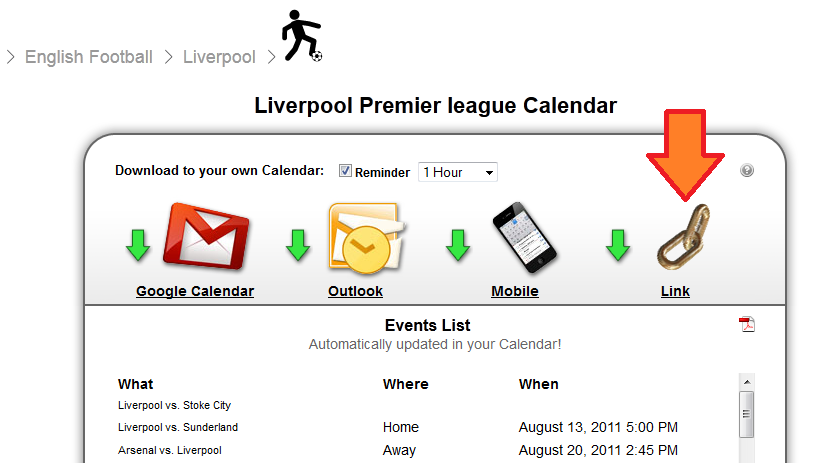 > English Football > Liverpool >
Liverpool Premier league Calendar
Download to your own Calendar: Reminder 1 Hour
Google Calendar Outlook Mobile Link
Events List
Automatically updated in your Calendar!
What Where When
Liverpool vs. Stoke City
Liverpool vs. Sunderland Home August 13, 2011 5:00 PM
Arsenal vs. Liverpool Away August 20, 2011 2:45 PM